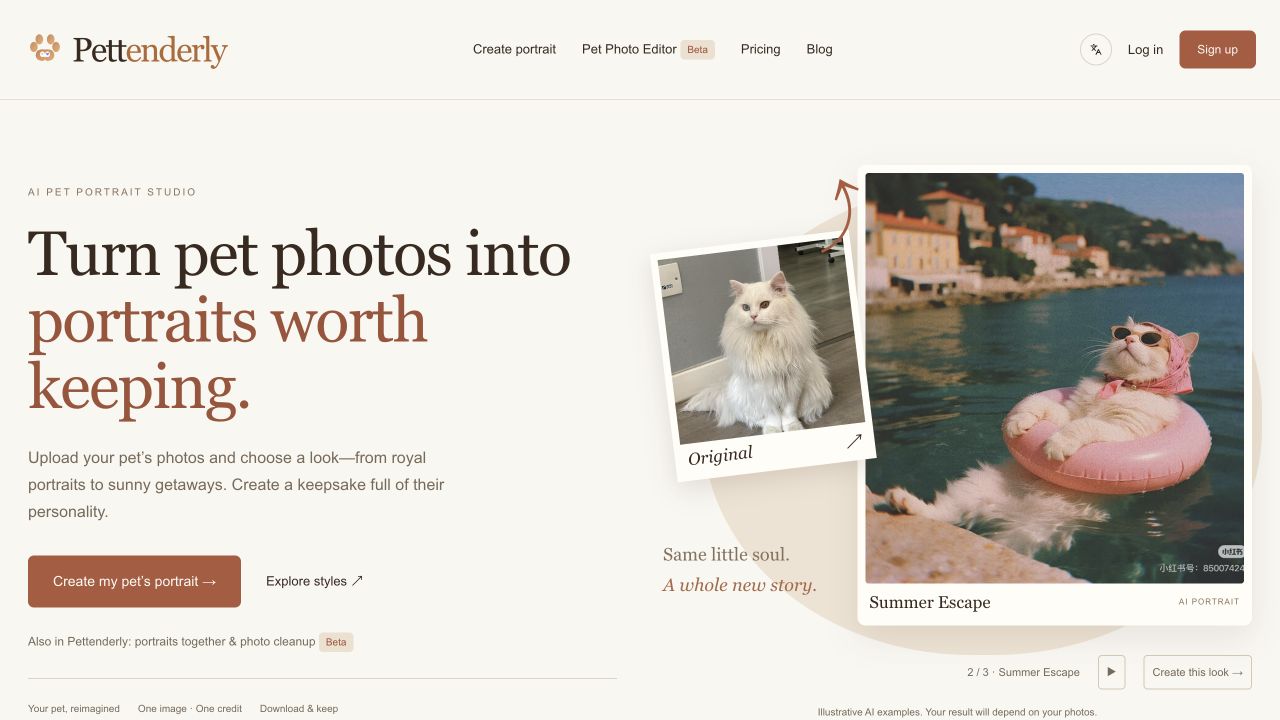 Pettenderly
Create portrait
Pet Photo Editor Beta
Pricing
Blog
Log in
Sign up
AI PET PORTRAIT STUDIO
Turn pet photos into
portraits worth
keeping.
Upload your pet’s photos and choose a look—from royal
portraits to sunny getaways. Create a keepsake full of their
personality.
Create my pet’s portrait →
Explore styles ↗
Also in Pettenderly: portraits together & photo cleanup Beta
Your pet, reimagined
One image · One credit
Download & keep
Original ↗
Same little soul.
A whole new story.
小红书
小红书号：85007424
Summer Escape
AI PORTRAIT
2 / 3 · Summer Escape
Create this look →
Illustrative AI examples. Your result will depend on your photos.